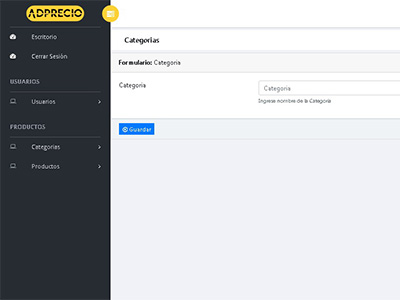 ADPRECIO
Escritorio
Cerrar Sesión
USUARIOS
Usuarios
PRODUCTOS
Categorias
Productos
Categorias
Formulario: Categoria
Categoria
Categoria
Ingrese nombre de la Categoria
Guardar